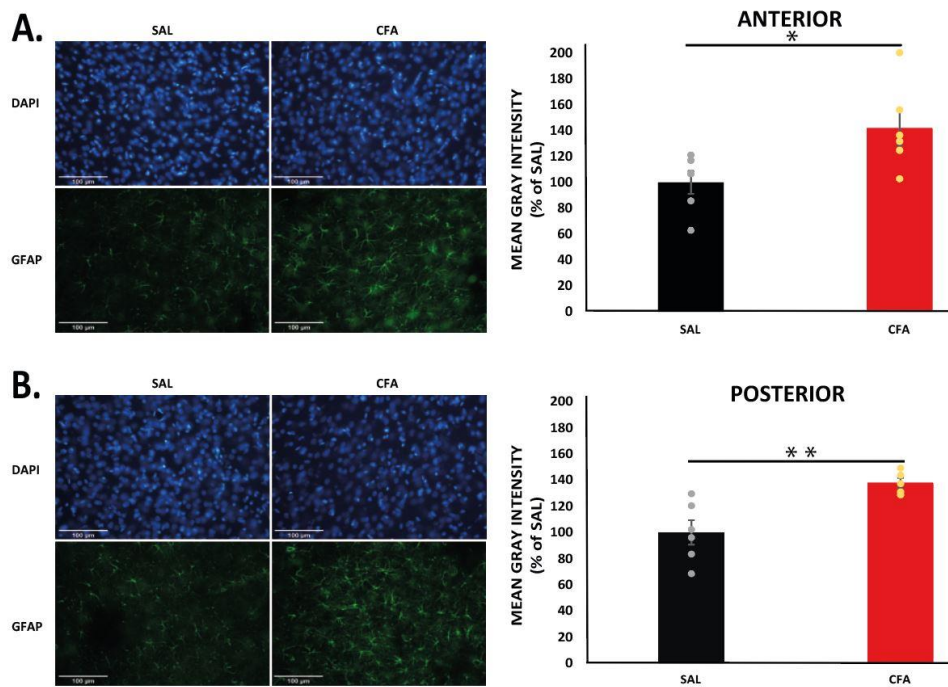 A.
SAL
CFA
DAPI
100 µm
100 µm
GFAP
100 µm
100 µm
ANTERIOR
*
MEAN GRAY INTENSITY
(% of SAL)
200
180
160
140
120
100
80
60
40
20
0
SAL
CFA
B.
SAL
CFA
DAPI
100 µm
100 µm
GFAP
100 µm
100 µm
POSTERIOR
* *
MEAN GRAY INTENSITY
(% of SAL)
200
180
160
140
120
100
80
60
40
20
0
SAL
CFA